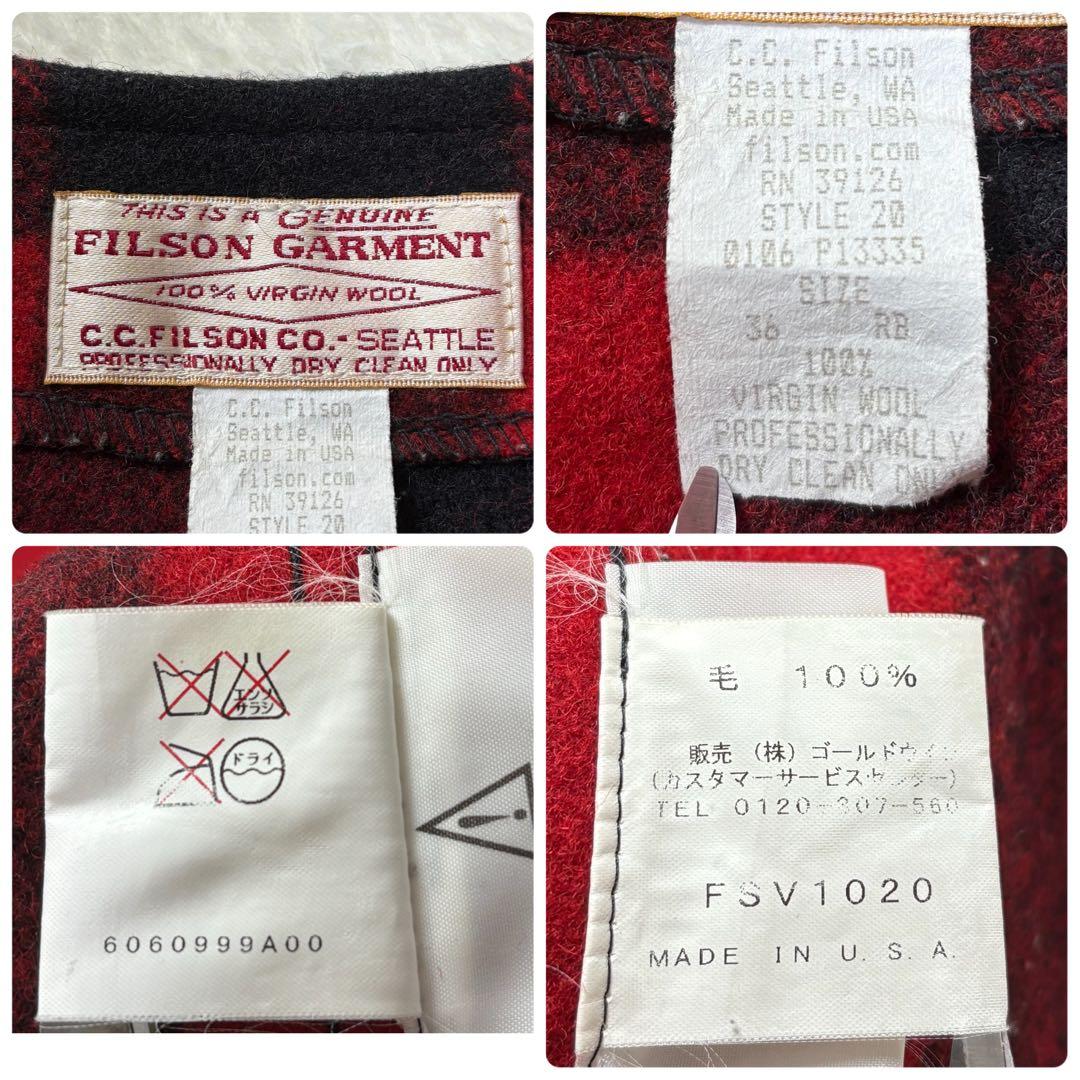 THIS IS A GENUINE
FILSON GARMENT
100% VIRGIN WOOL
C.C. FILSON CO.- SEATTLE
PROFESSIONALLY DRY CLEAN ONLY
C.C. Filson
Seattle, WA
Made in USA
filson.com
RN 39126
STYLE 20
C.C. Filson
Seattle, WA
Made in USA
filson.com
RN 39126
STYLE 20
0106 P13335
SIZE
36 RB
100%
VIRGIN WOOL
PROFESSIONALLY
DRY CLEAN ONLY
エンソ
サラシ
ドライ
6060999A00
毛 100%
販売 (株) ゴールドウイン
(カスタマーサービスセンター)
TEL 0120-307-560
FSV1020
MADE IN U.S.A.